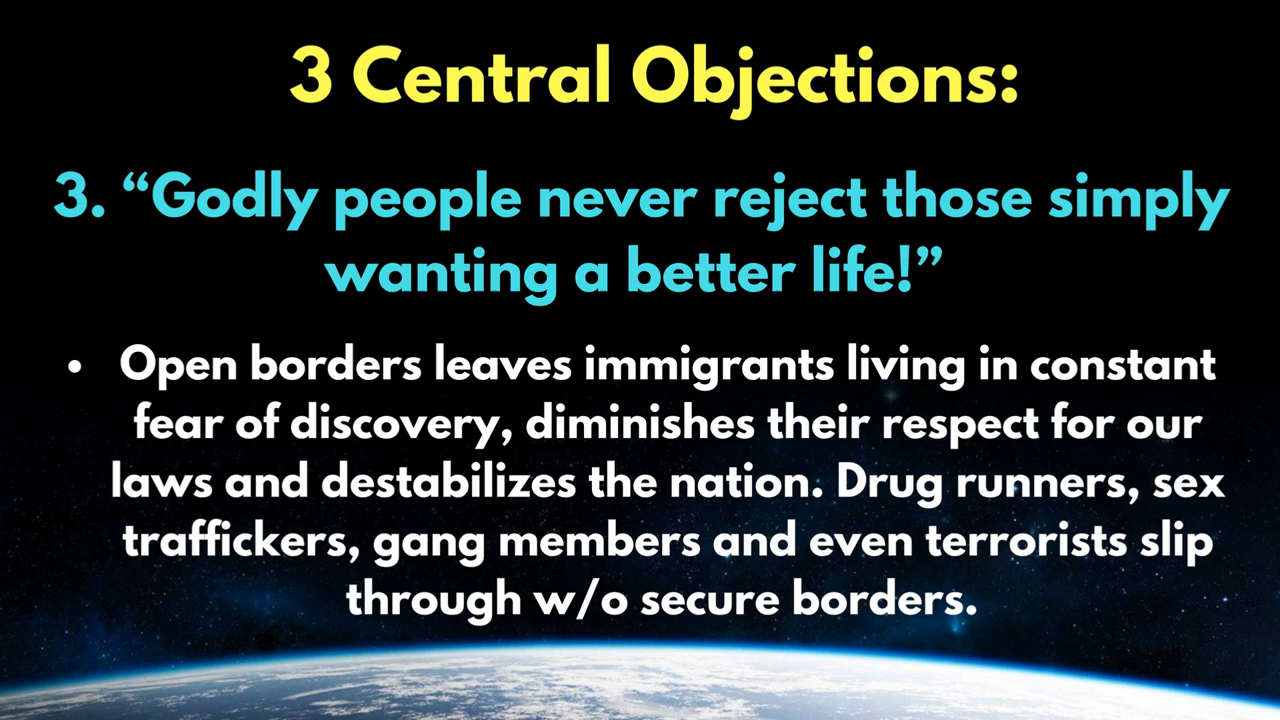 3 Central Objections:
3. “Godly people never reject those simply
wanting a better life!”
• Open borders leaves immigrants living in constant
fear of discovery, diminishes their respect for our
laws and destabilizes the nation. Drug runners, sex
traffickers, gang members and even terrorists slip
through w/o secure borders.